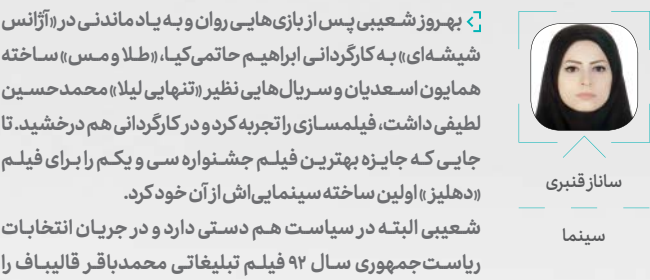 بهروز شعیبی پس از بازی‌هایی روان و به یاد ماندنی در «آژانس
شیشه‌ای» به کارگردانی ابراهیم حاتمی‌کیا، «طلا و مس» ساخته
همایون اسعدیان و سریال‌هایی نظیر «تنهایی لیلا» محمدحسین
لطیفی داشت، فیلمسازی را تجربه کرد و در کارگردانی هم درخشید. تا
جایی که جایزه بهترین فیلم جشنواره سی و یکم را برای فیلم
«دهلیز» اولین ساخته سینمایی‌اش از آن خود کرد.
شعیبی البته در سیاست هم دستی دارد و در جریان انتخابات
ریاست‌جمهوری سال ۹۲ فیلم تبلیغاتی محمدباقر قالیباف را
ساناز قنبری
سینما